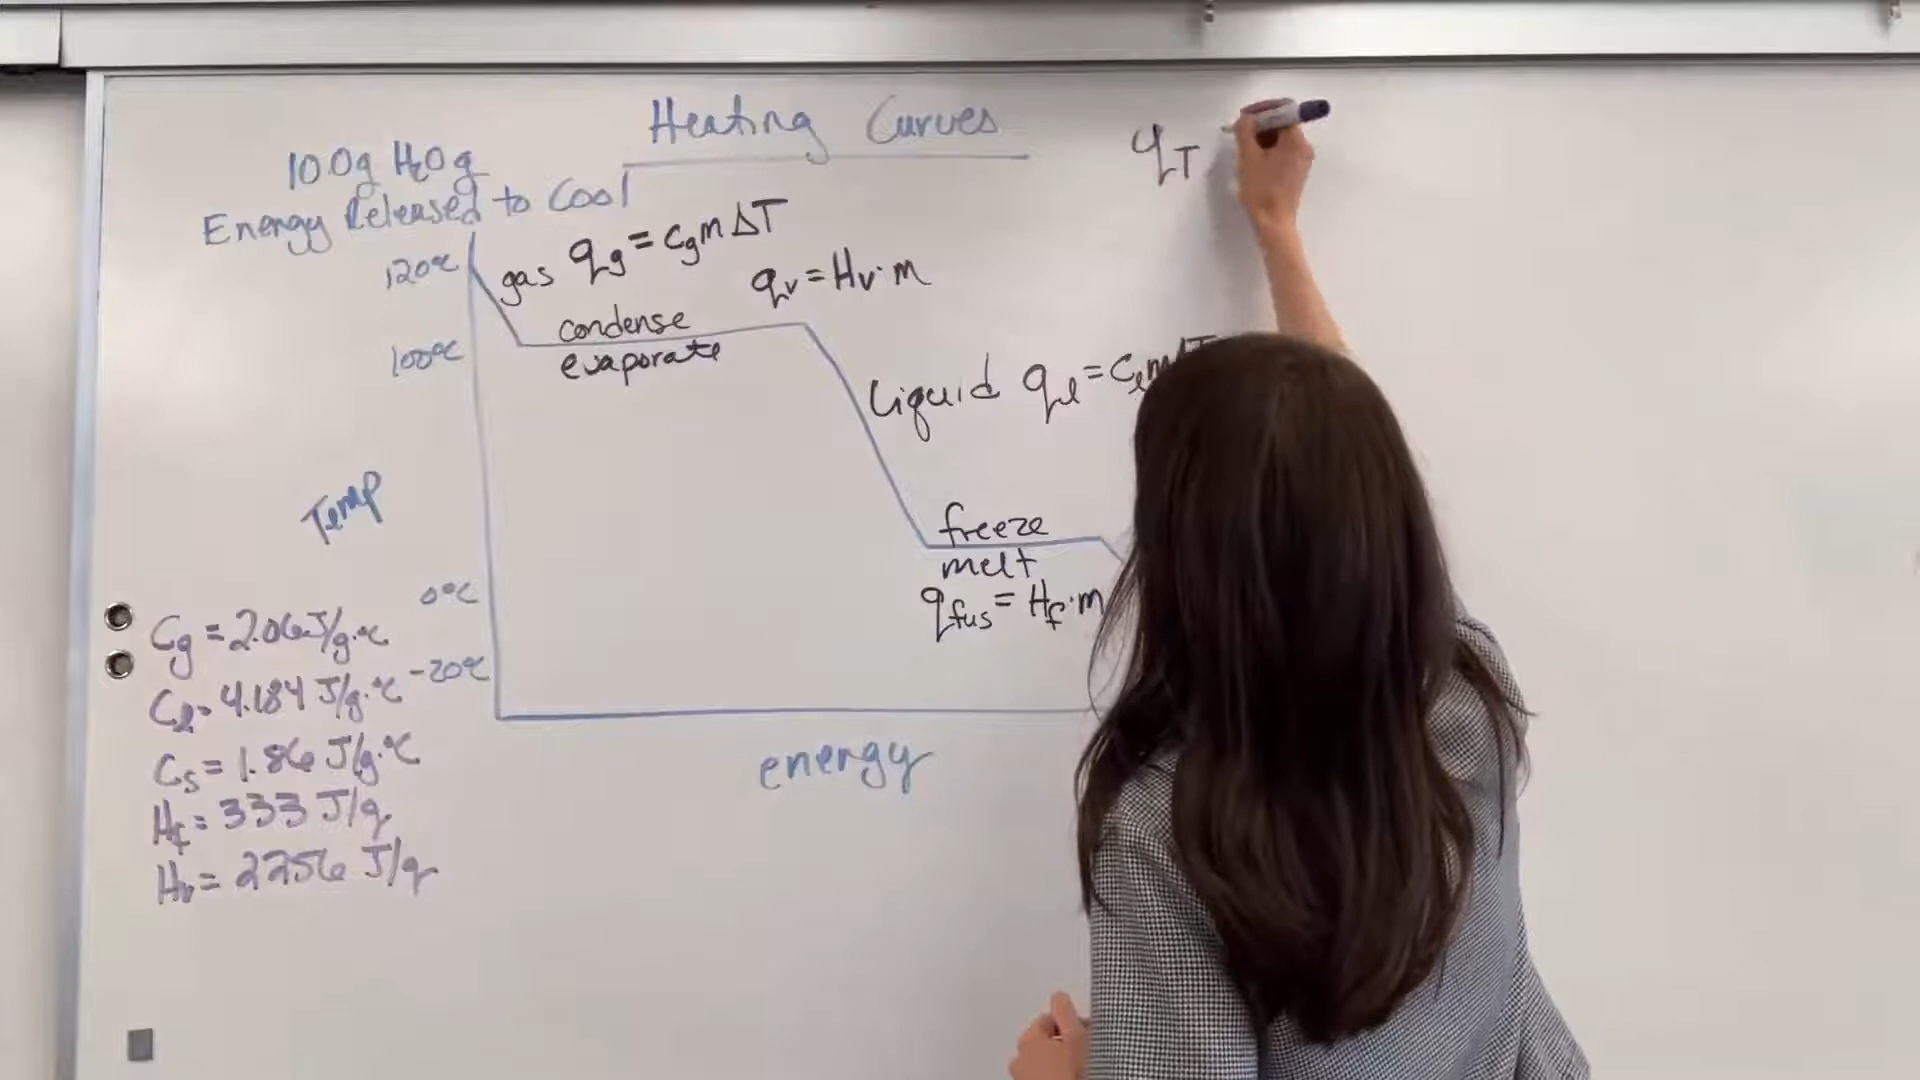 Heating Curves
10.0g H₂O g
Energy Released to Cool
qT
120°C
gas qg = cgmΔT
qv = Hv·m
condense
100°C
evaporate
Liquid qℓ = cℓmΔT
Temp
freeze
melt
qfus = Hf·m
0°C
-20°C
Cg = 2.06 J/g·°C
Cℓ = 4.184 J/g·°C
Cs = 1.86 J/g·°C
Hf = 333 J/g
Hv = 2256 J/g
energy